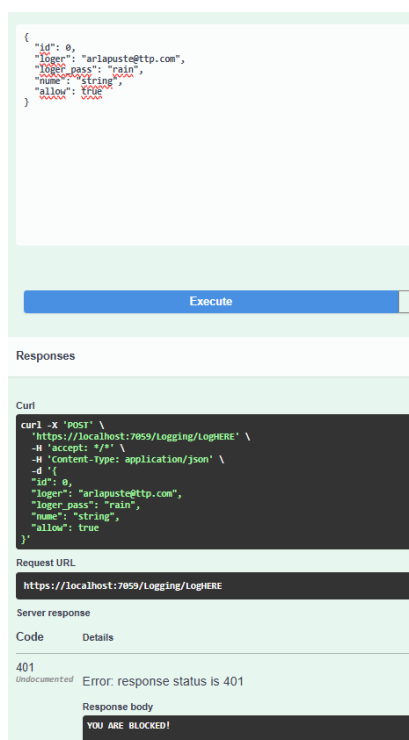 {
  "id": 0,
  "loger": "arlapuste@ttp.com",
  "loger_pass": "rain",
  "nume": "string",
  "allow": true
}
Execute
Responses
Curl
curl -X 'POST' \
  'https://localhost:7059/Logging/LogHERE' \
  -H 'accept: */*' \
  -H 'Content-Type: application/json' \
  -d '{
  "id": 0,
  "loger": "arlapuste@ttp.com",
  "loger_pass": "rain",
  "nume": "string",
  "allow": true
}'
Request URL
https://localhost:7059/Logging/LogHERE
Server response
Code Details
401
Undocumented Error: response status is 401
Response body
YOU ARE BLOCKED!